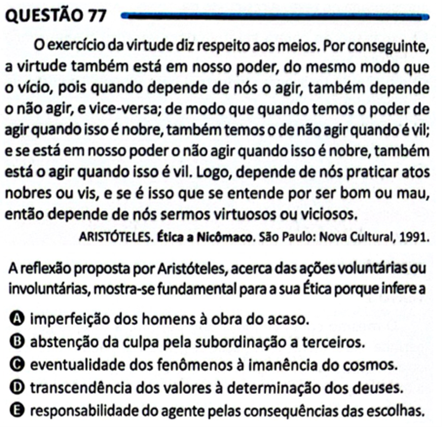 QUESTÃO 77
O exercício da virtude diz respeito aos meios. Por conseguinte,
a virtude também está em nosso poder, do mesmo modo que
o vício, pois quando depende de nós o agir, também depende
o não agir, e vice-versa; de modo que quando temos o poder de
agir quando isso é nobre, também temos o de não agir quando é vil;
e se está em nosso poder o não agir quando isso é nobre, também
está o agir quando isso é vil. Logo, depende de nós praticar atos
nobres ou vis, e se é isso que se entende por ser bom ou mau,
então depende de nós sermos virtuosos ou viciosos.
ARISTÓTELES. Ética a Nicômaco. São Paulo: Nova Cultural, 1991.
A reflexão proposta por Aristóteles, acerca das ações voluntárias ou
involuntárias, mostra-se fundamental para a sua Ética porque infere a
A imperfeição dos homens à obra do acaso.
B abstenção da culpa pela subordinação a terceiros.
C eventualidade dos fenômenos à imanência do cosmos.
D transcendência dos valores à determinação dos deuses.
E responsabilidade do agente pelas consequências das escolhas.